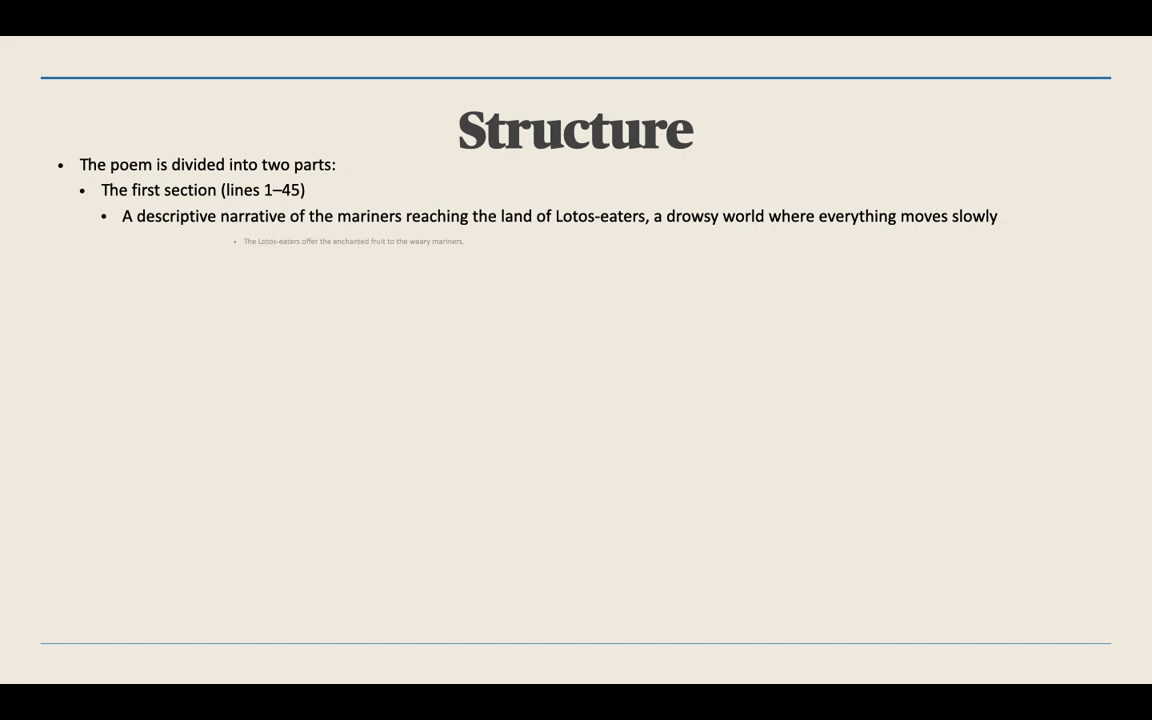 Structure
• The poem is divided into two parts:
• The first section (lines 1–45)
• A descriptive narrative of the mariners reaching the land of Lotos-eaters, a drowsy world where everything moves slowly
• The Lotos-eaters offer the enchanted fruit to the weary mariners.